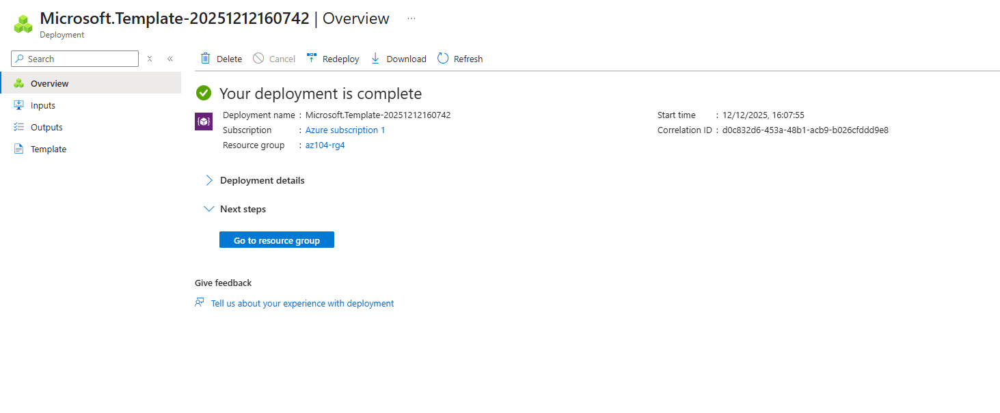 Microsoft.Template-20251212160742 | Overview ...
Deployment
Search
Delete Cancel Redeploy Download Refresh
Overview
Inputs
Outputs
Template
Your deployment is complete
Deployment name : Microsoft.Template-20251212160742
Subscription : Azure subscription 1
Resource group : az104-rg4
Start time : 12/12/2025, 16:07:55
Correlation ID : d0c832d6-453a-48b1-acb9-b026cfddd9e8
Deployment details
Next steps
Go to resource group
Give feedback
Tell us about your experience with deployment